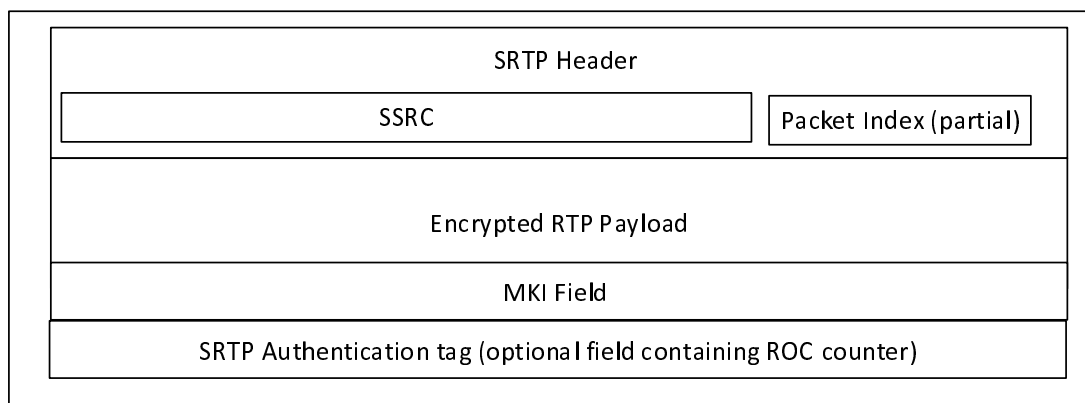 SRTP Header
SSRC
Packet Index (partial)
Encrypted RTP Payload
MKI Field
SRTP Authentication tag (optional field containing ROC counter)